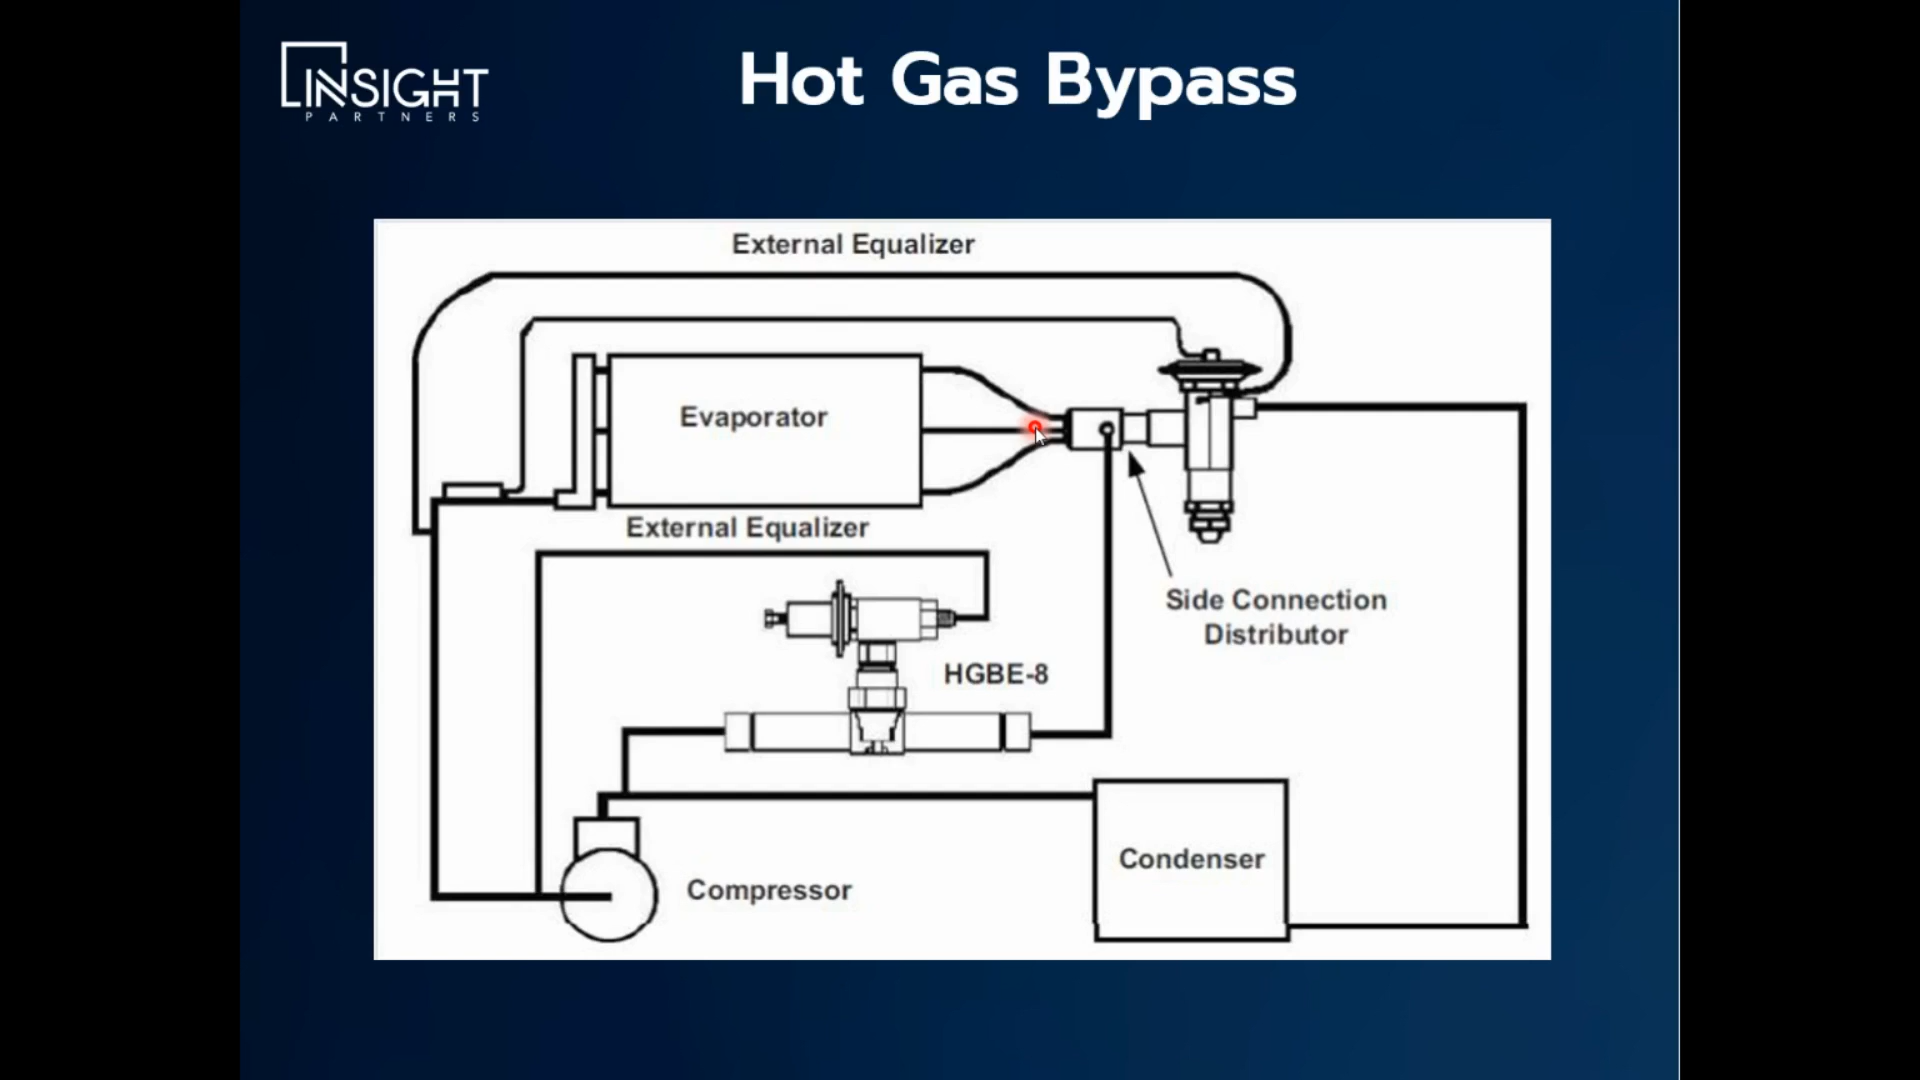 INSIGHT
PARTNERS
Hot Gas Bypass
External Equalizer
Evaporator
External Equalizer
Side Connection
Distributor
HGBE-8
Condenser
Compressor